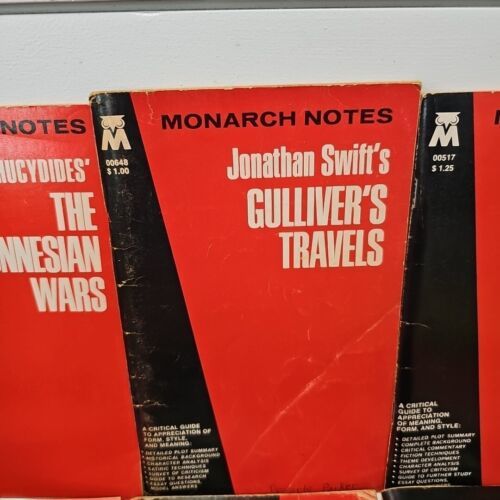 NOTES
HUCYDIDES'
THE
NNESIAN
WARS
MONARCH NOTES
M
00648
$1.00
Jonathan Swift's
GULLIVER'S
TRAVELS
A CRITICAL
GUIDE TO
APPRECIATION OF
FORM, STYLE,
AND MEANING:
• DETAILED PLOT SUMMARY
• HISTORICAL BACKGROUND
• CHARACTER ANALYSIS
• SATIRE TECHNIQUES
• SURVEY OF CRITICISM
• GUIDE TO RESEARCH
• ESSAY QUESTIONS,
MODEL ANSWERS
M
00517
$1.25
A CRITICAL
GUIDE TO
APPRECIATION
OF MEANING,
FORM, AND STYLE:
• DETAILED PLOT SUMMARY
• COMPLETE BACKGROUND
• CRITICAL COMMENTARY
• FICTION TECHNIQUES
• THEME DEVELOPMENT
• CHARACTER ANALYSIS
• SURVEY OF CRITICISM
• GUIDE TO FURTHER STUDY
• ESSAY QUESTIONS,